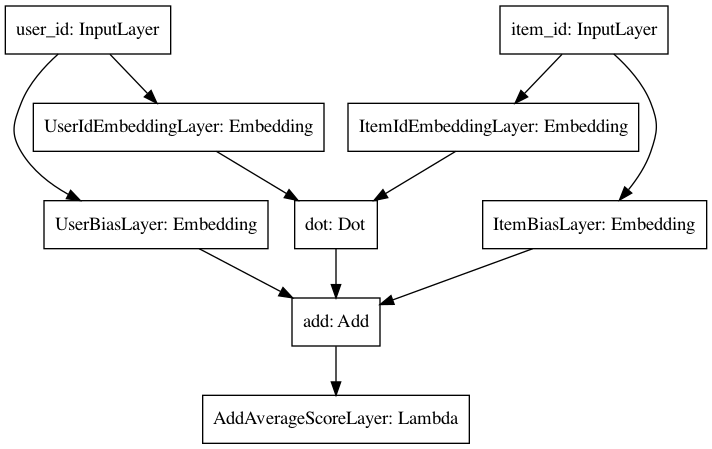 user_id: InputLayer
item_id: InputLayer
UserIdEmbeddingLayer: Embedding
ItemIdEmbeddingLayer: Embedding
UserBiasLayer: Embedding
dot: Dot
ItemBiasLayer: Embedding
add: Add
AddAverageScoreLayer: Lambda